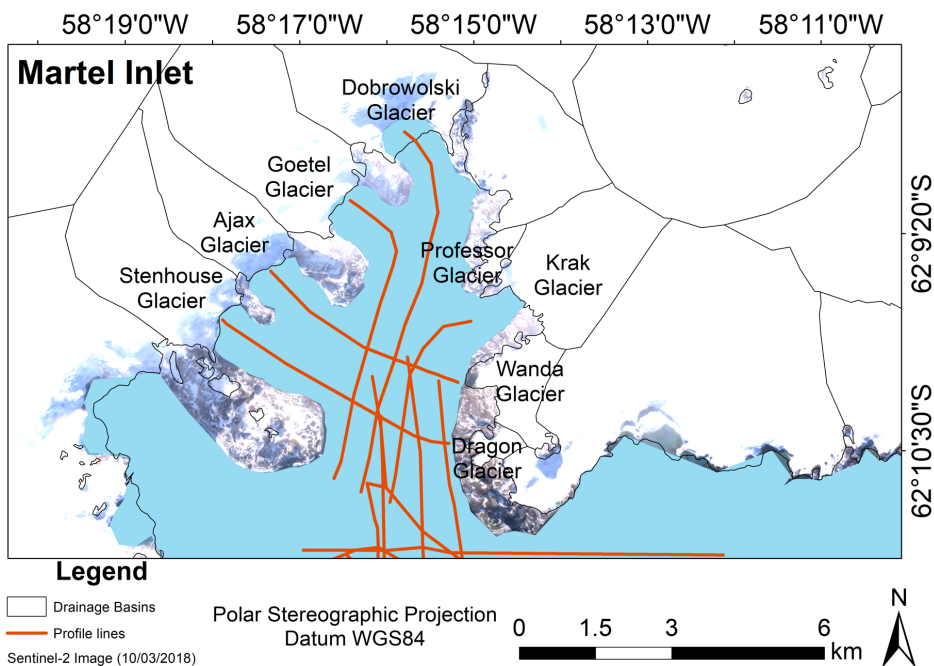 58°19'0"W 58°17'0"W 58°15'0"W 58°13'0"W 58°11'0"W
Martel Inlet
Dobrowolski
Glacier
Goetel
Glacier
Ajax
Glacier
Stenhouse
Glacier
Professor
Glacier
Krak
Glacier
Wanda
Glacier
Dragon
Glacier
62°9'20"S
62°10'30"S
Legend
Drainage Basins
Profile lines
Sentinel-2 Image (10/03/2018)
Polar Stereographic Projection
Datum WGS84
0 1.5 3 6
km
N